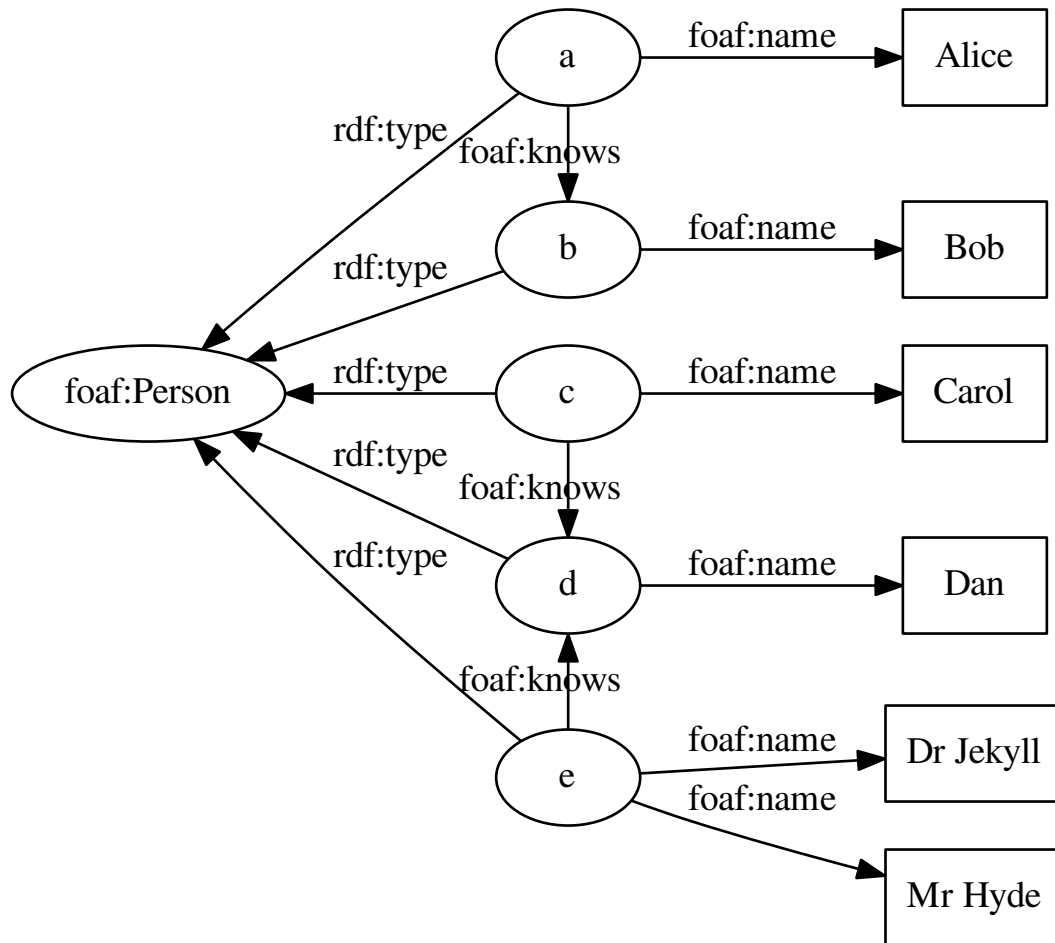 a
foaf:name
Alice
rdf:type
foaf:knows
b
foaf:name
Bob
rdf:type
foaf:Person
rdf:type
c
foaf:name
Carol
rdf:type
foaf:knows
d
foaf:name
Dan
rdf:type
foaf:knows
e
foaf:name
Dr Jekyll
foaf:name
Mr Hyde